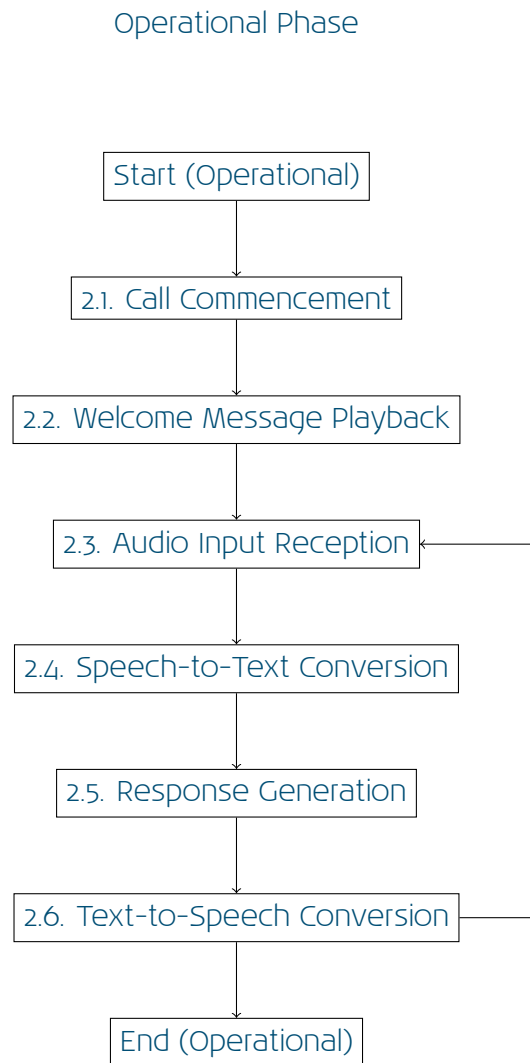 Operational Phase
Start (Operational)
2.1. Call Commencement
2.2. Welcome Message Playback
2.3. Audio Input Reception
2.4. Speech-to-Text Conversion
2.5. Response Generation
2.6. Text-to-Speech Conversion
End (Operational)